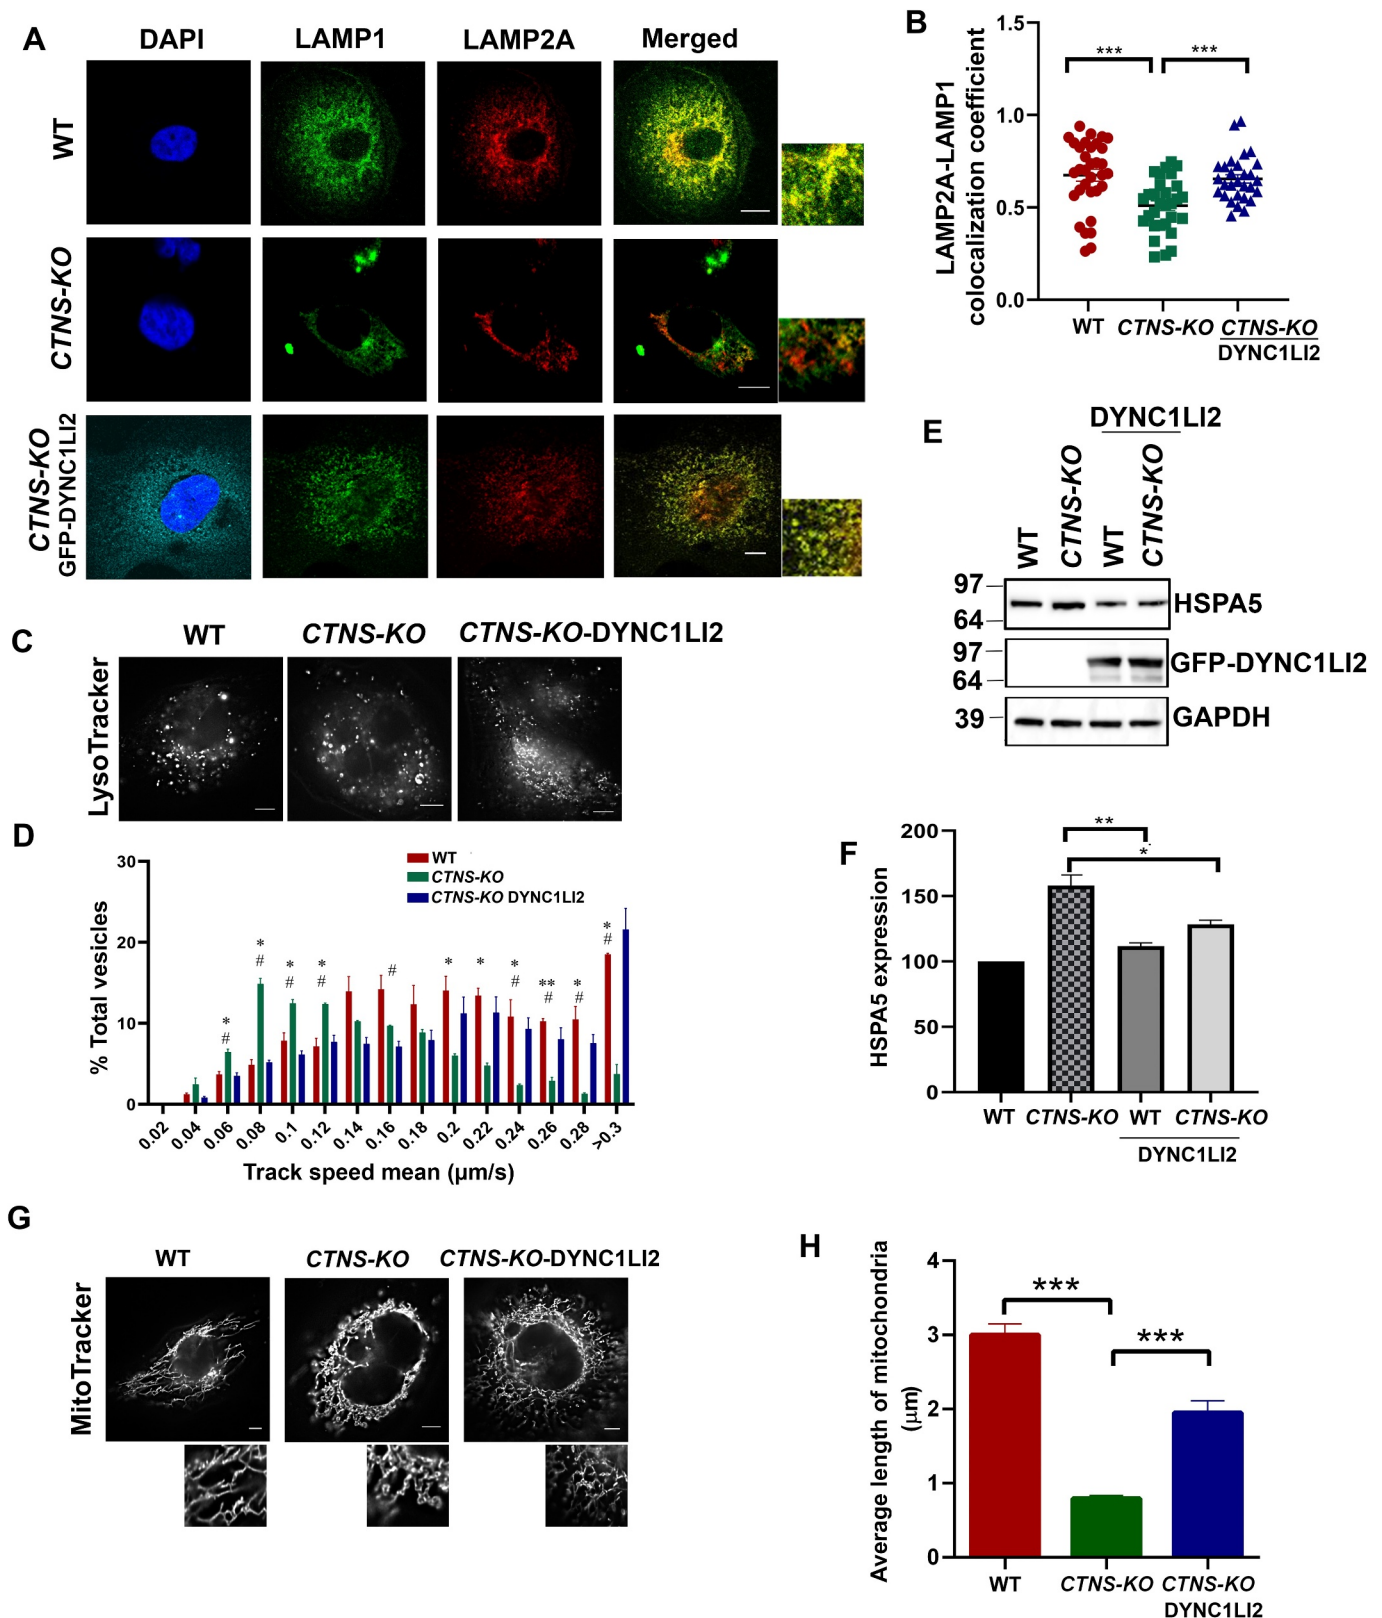 A
DAPI
LAMP1
LAMP2A
Merged
WT
CTNS-KO
CTNS-KO
GFP-DYNC1LI2
B
LAMP2A-LAMP1
colocalization coefficient
1.5
1.0
0.5
0.0
***
***
WT
CTNS-KO
CTNS-KO
DYNC1LI2
C
WT
CTNS-KO
CTNS-KO-DYNC1LI2
LysoTracker
D
% Total vesicles
30
20
10
0
WT
CTNS-KO
CTNS-KO DYNC1LI2
*
#
*
#
*
#
*
#
#
*
*
*
#
**
#
*
#
*
#
0.02
0.04
0.06
0.08
0.1
0.12
0.14
0.16
0.18
0.2
0.22
0.24
0.26
0.28
>0.3
Track speed mean (μm/s)
E
DYNC1LI2
WT
CTNS-KO
WT
CTNS-KO
97
64
HSPA5
97
64
GFP-DYNC1LI2
39
GAPDH
F
HSPA5 expression
200
150
100
50
0
**
*
WT
CTNS-KO
WT
CTNS-KO
DYNC1LI2
G
WT
CTNS-KO
CTNS-KO-DYNC1LI2
MitoTracker
H
Average length of mitochondria
(μm)
4
3
2
1
0
***
***
WT
CTNS-KO
CTNS-KO
DYNC1LI2